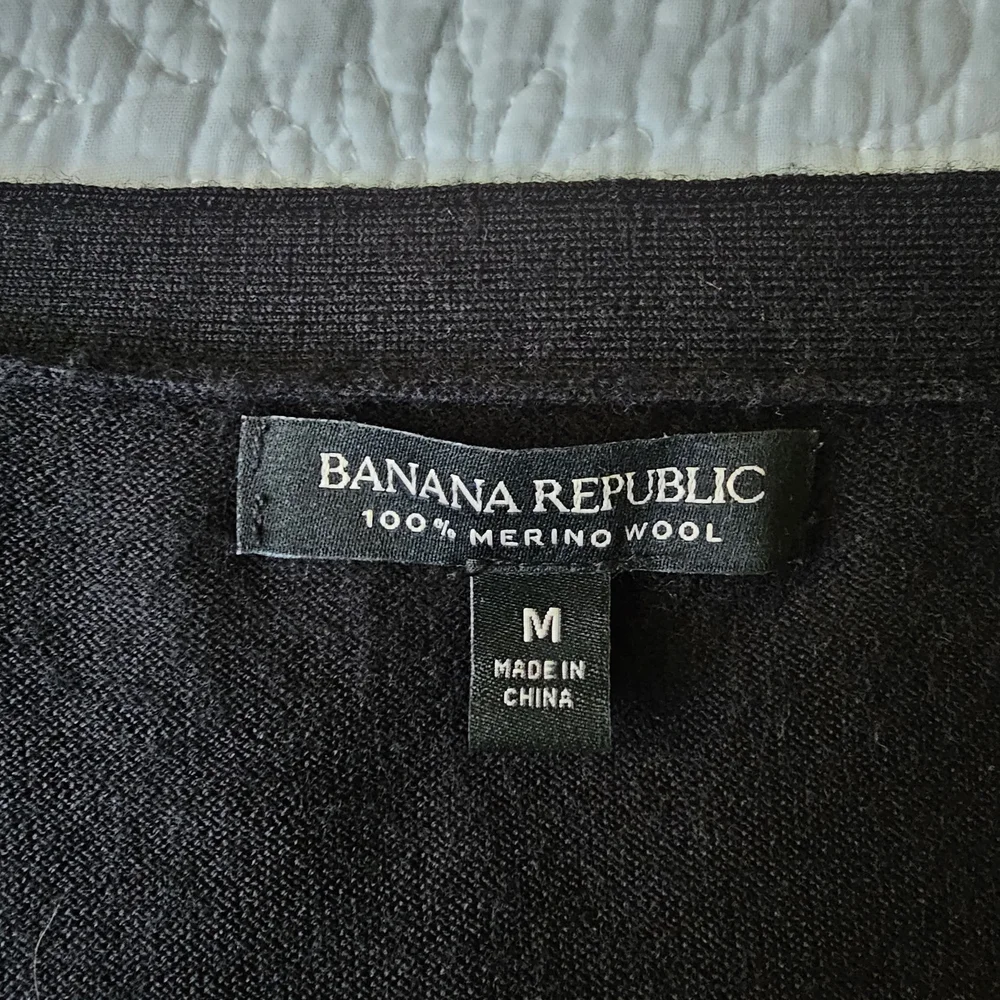 BANANA REPUBLIC
100% MERINO WOOL
M
MADE IN
CHINA